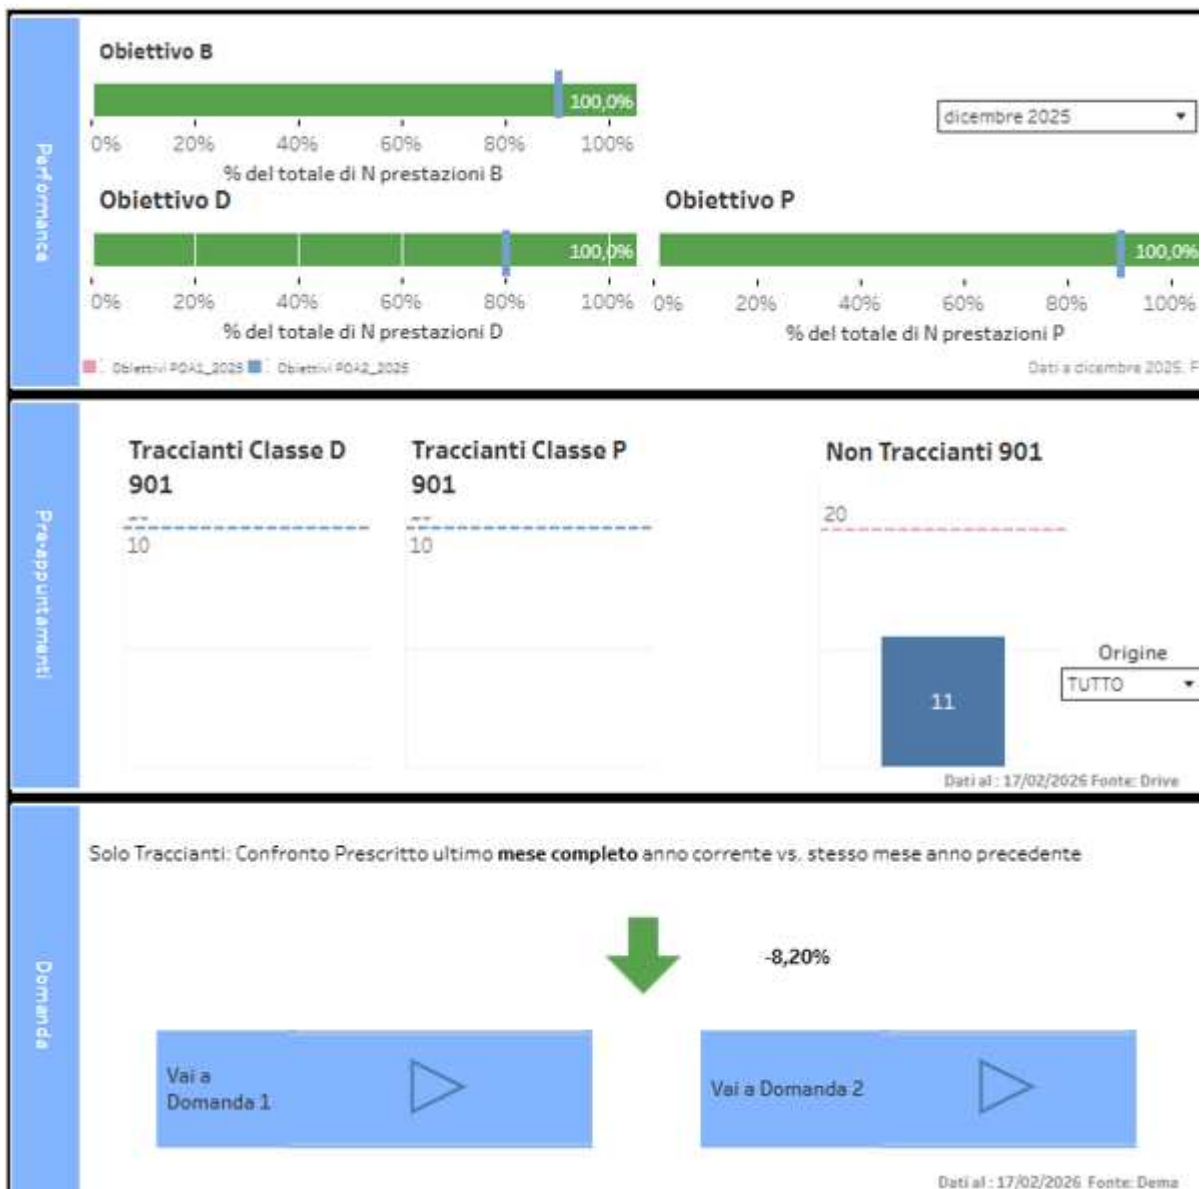 Performance
Obiettivo B
100,0%
0% 20% 40% 60% 80% 100%
% del totale di N prestazioni B
dicembre 2025
Obiettivo D
100,0%
0% 20% 40% 60% 80% 100%
% del totale di N prestazioni D
Obiettivo P
100,0%
0% 20% 40% 60% 80% 100%
% del totale di N prestazioni P
Obiettivi POA1_2025 Obiettivi POA2_2025
Dati a dicembre 2025. F
Pre-appuntamenti
Traccianti Classe D
901
10
Traccianti Classe P
901
10
Non Traccianti 901
20
11
Origine
TUTTO
Dati al : 17/02/2026 Fonte: Drive
Domanda
Solo Traccianti: Confronto Prescritto ultimo mese completo anno corrente vs. stesso mese anno precedente
-8,20%
Vai a
Domanda 1
Vai a Domanda 2
Dati al : 17/02/2026 Fonte: Dema